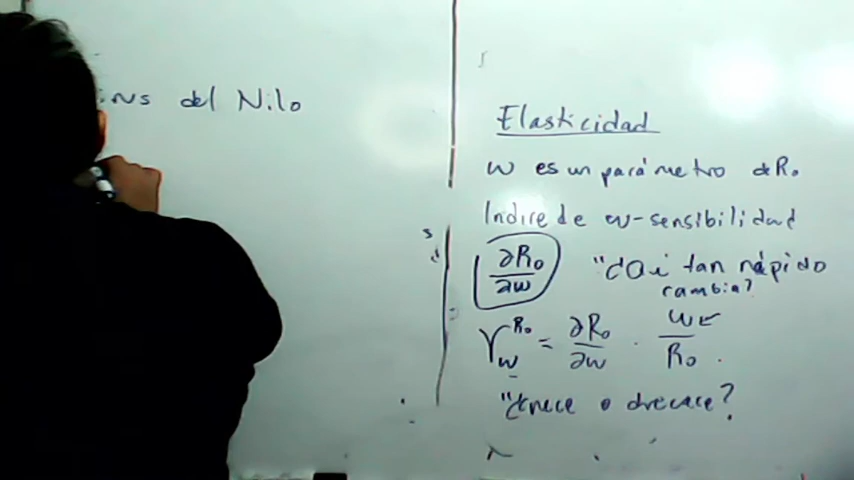 del Nilo
Elasticidad
w es un parámetro de R₀
Indice de w-sensibilidad
∂R₀/∂w "¿Qué tan rápido
cambia?
Υ_w^R₀ = ∂R₀/∂w · w/R₀
"¿Crece o decrece?